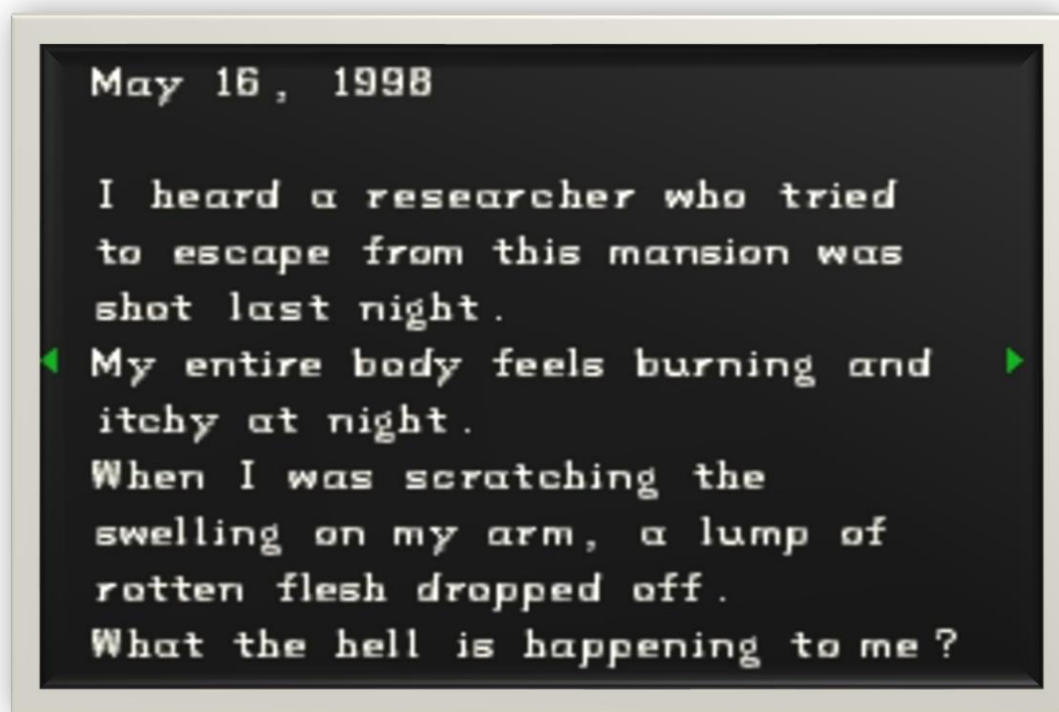 May 16, 1998
I heard a researcher who tried
to escape from this mansion was
shot last night.
My entire body feels burning and
itchy at night.
When I was scratching the
swelling on my arm, a lump of
rotten flesh dropped off.
What the hell is happening to me?